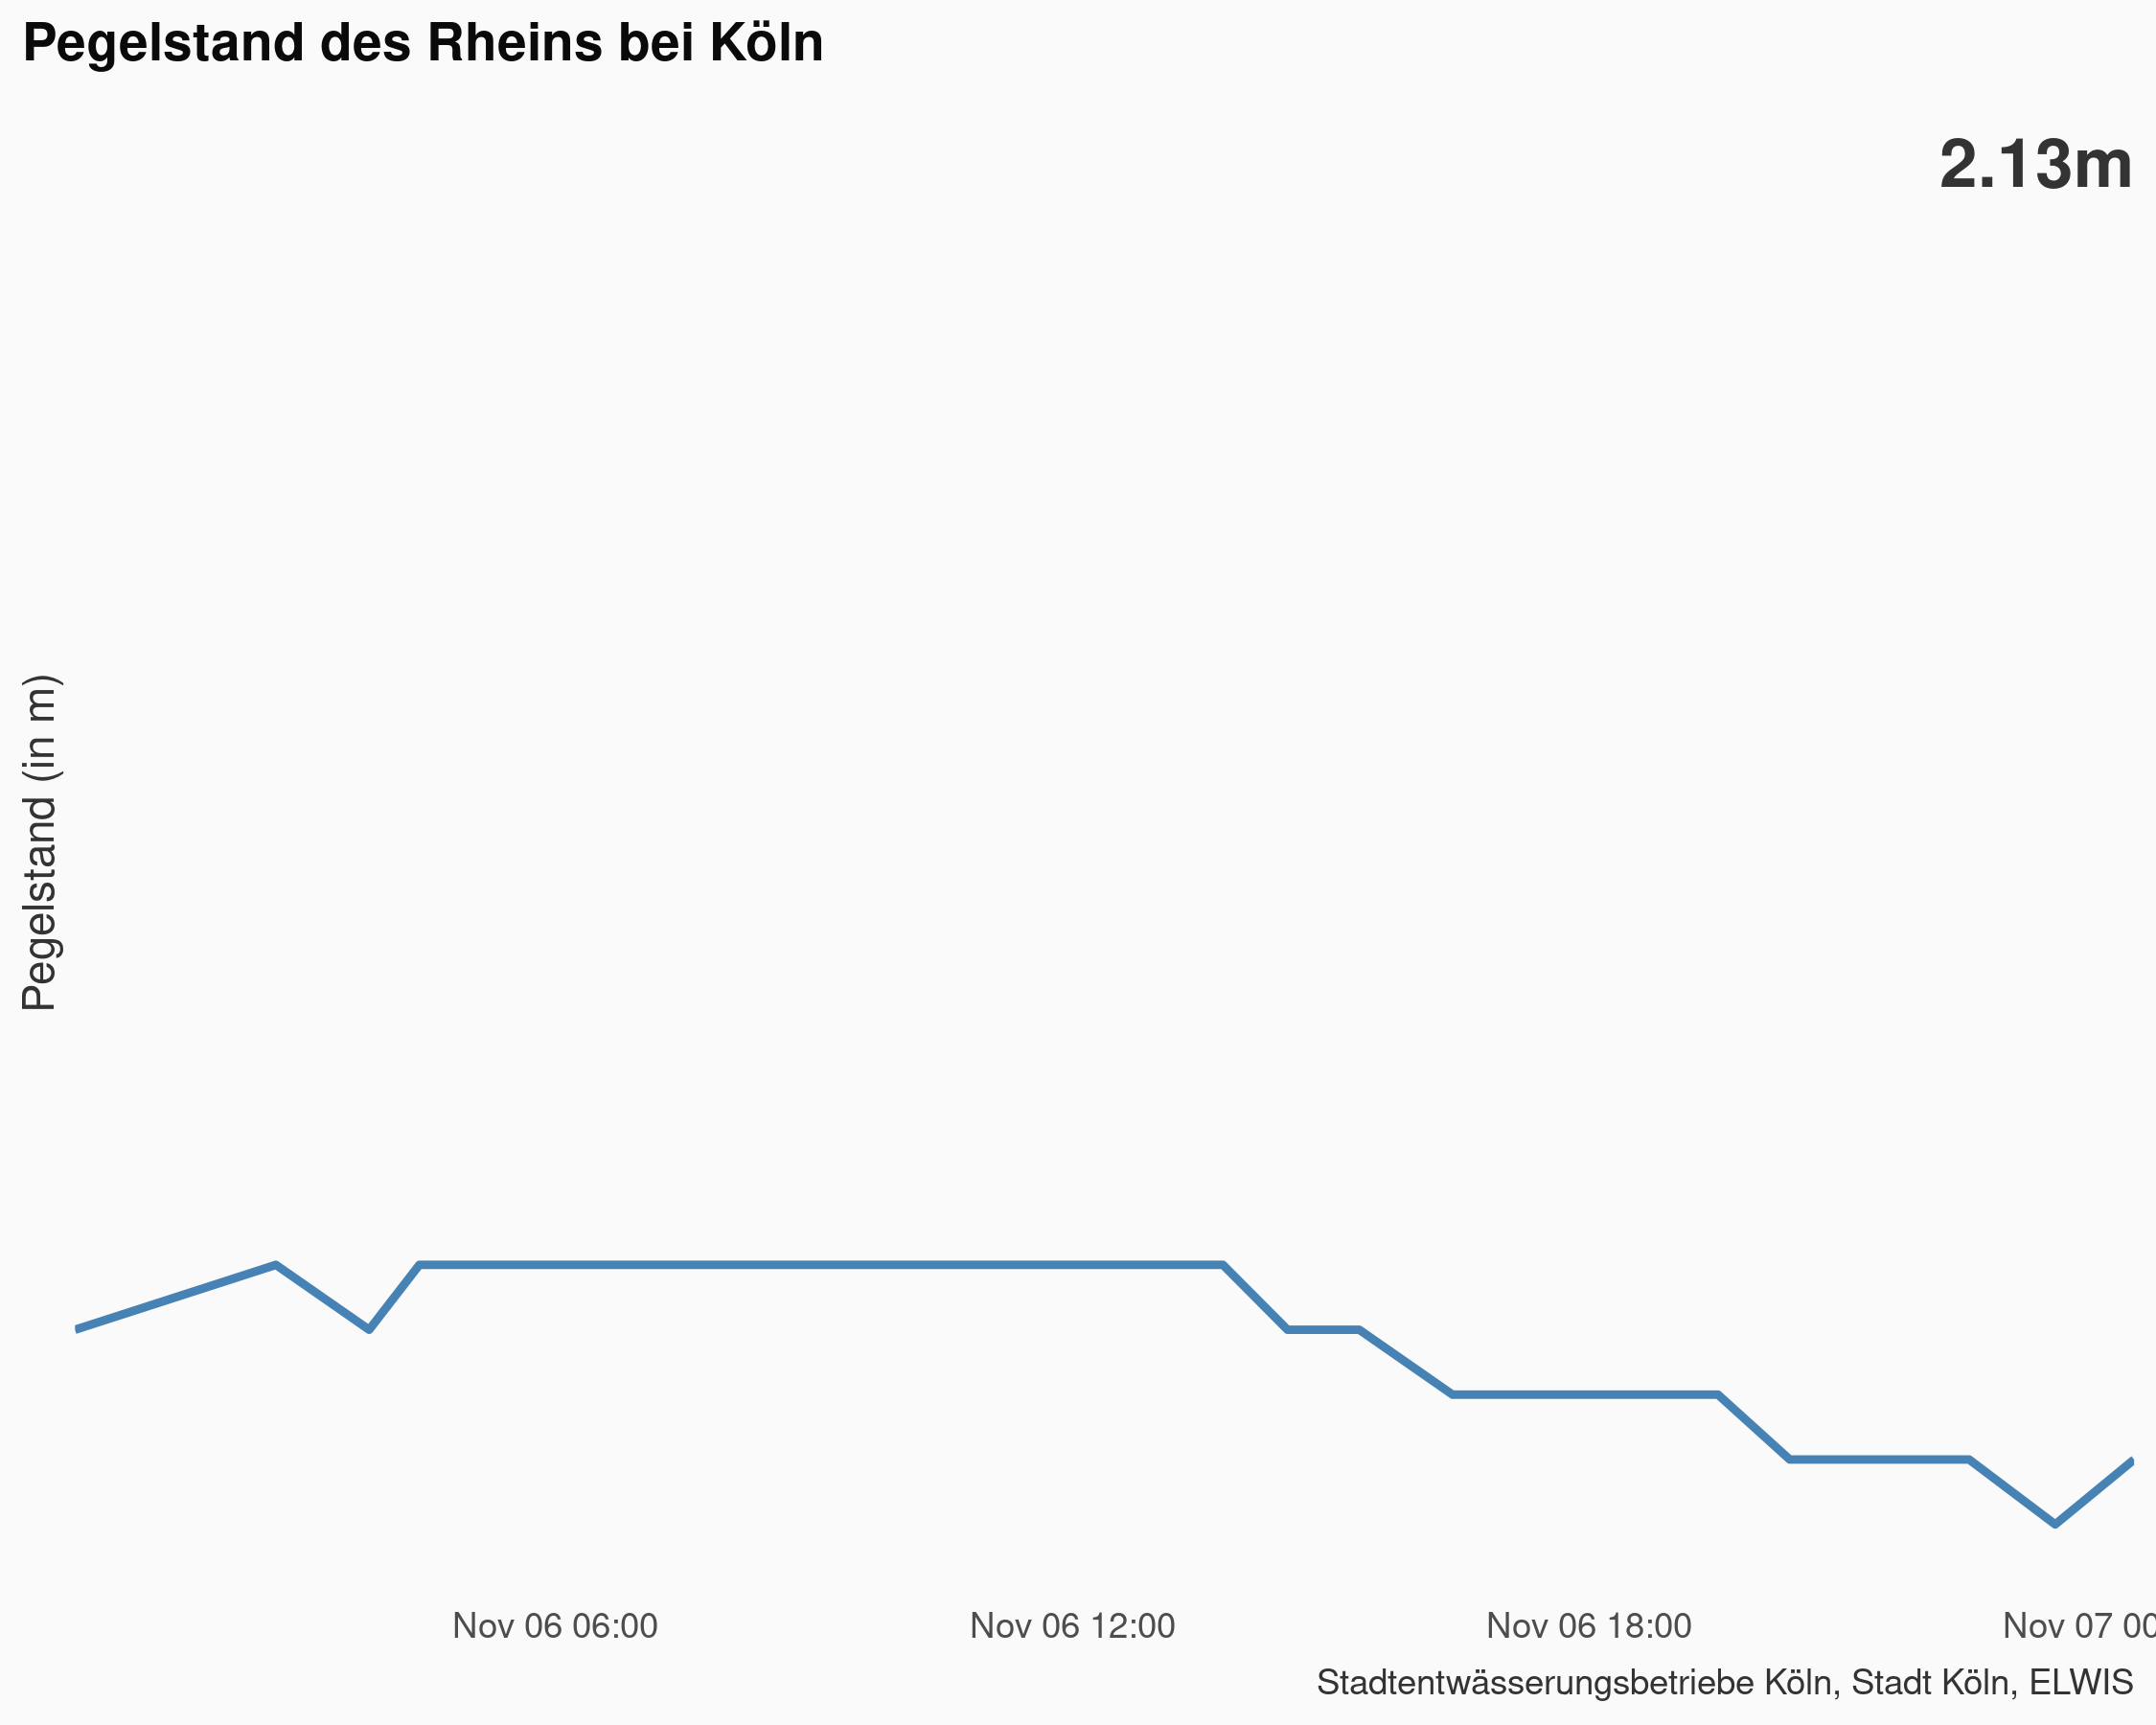 Pegelstand des Rheins bei Köln
2.13m
Pegelstand (in m)
Nov 06 06:00
Nov 06 12:00
Nov 06 18:00
Nov 07 00
Stadtentwässerungsbetriebe Köln, Stadt Köln, ELWIS